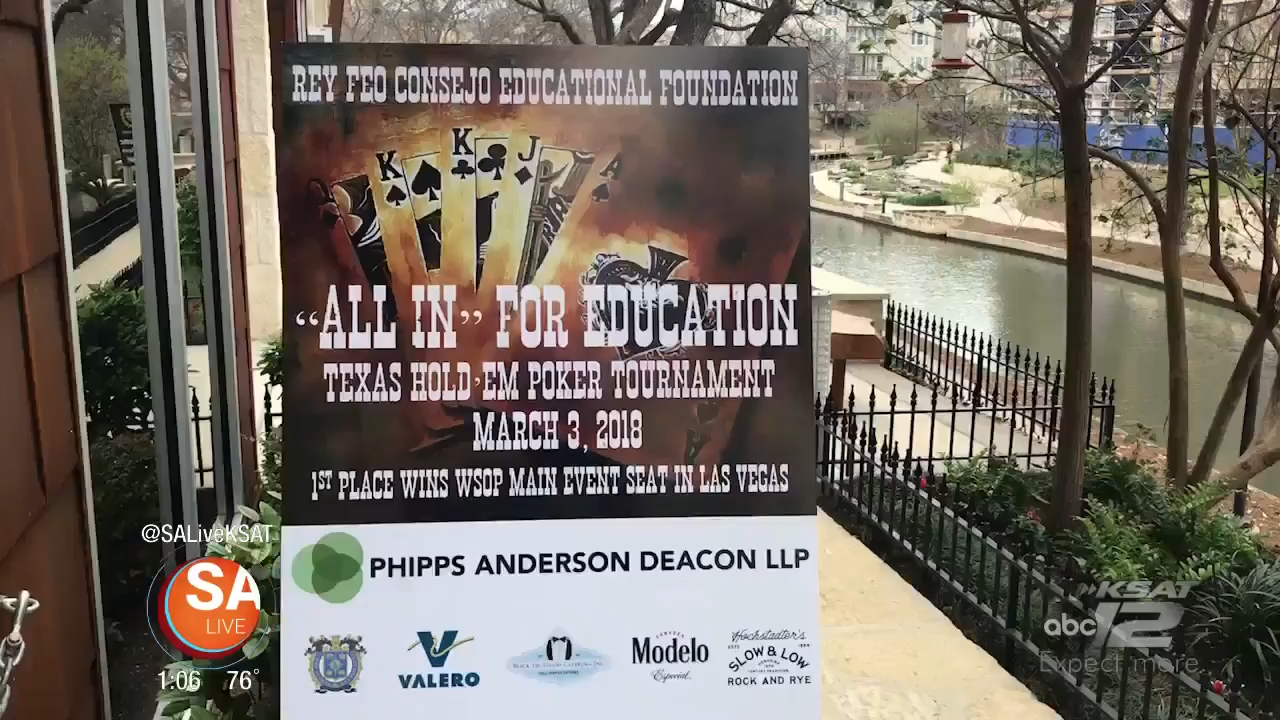 REY FEO CONSEJO EDUCATIONAL FOUNDATION
K
K
J
A
"ALL IN" FOR EDUCATION
TEXAS HOLD'EM POKER TOURNAMENT
MARCH 3, 2018
1ST PLACE WINS WSOP MAIN EVENT SEAT IN LAS VEGAS
PHIPPS ANDERSON DEACON LLP
VALERO
Modelo
Especial
Hochstadter's
SLOW & LOW
ROCK AND RYE
@SALiveKSAT
SA
LIVE
1:06 76°
KSAT
abc 12
Expect more.